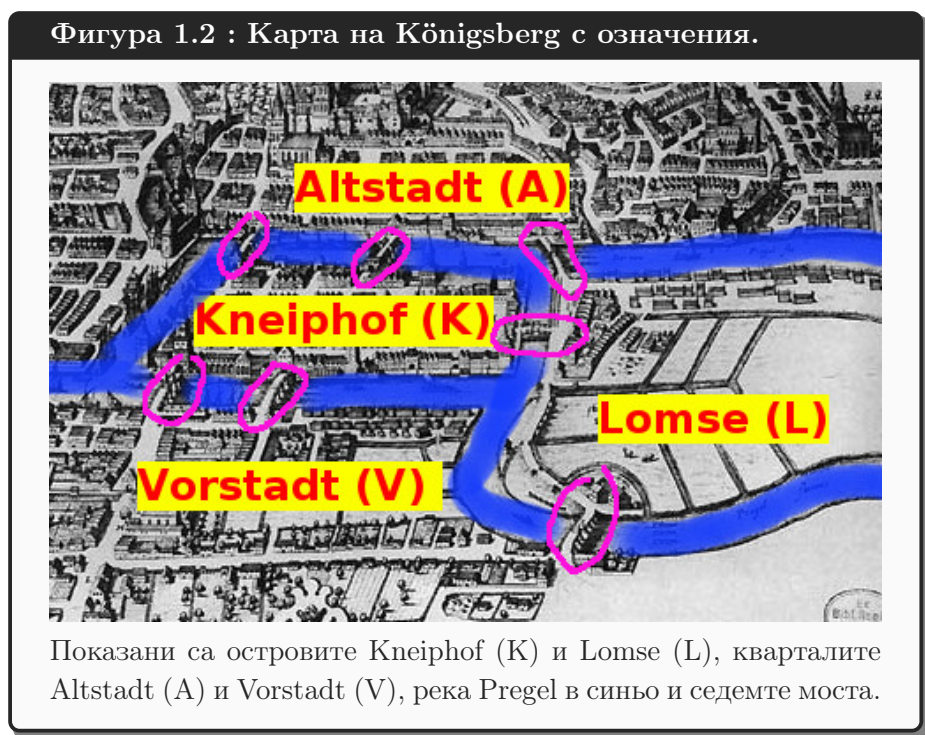 Фигура 1.2 : Карта на Königsberg с означения.
Altstadt (A)
Kneiphof (K)
Lomse (L)
Vorstadt (V)
Показани са островите Kneiphof (K) и Lomse (L), кварталите
Altstadt (A) и Vorstadt (V), река Pregel в синьо и седемте моста.